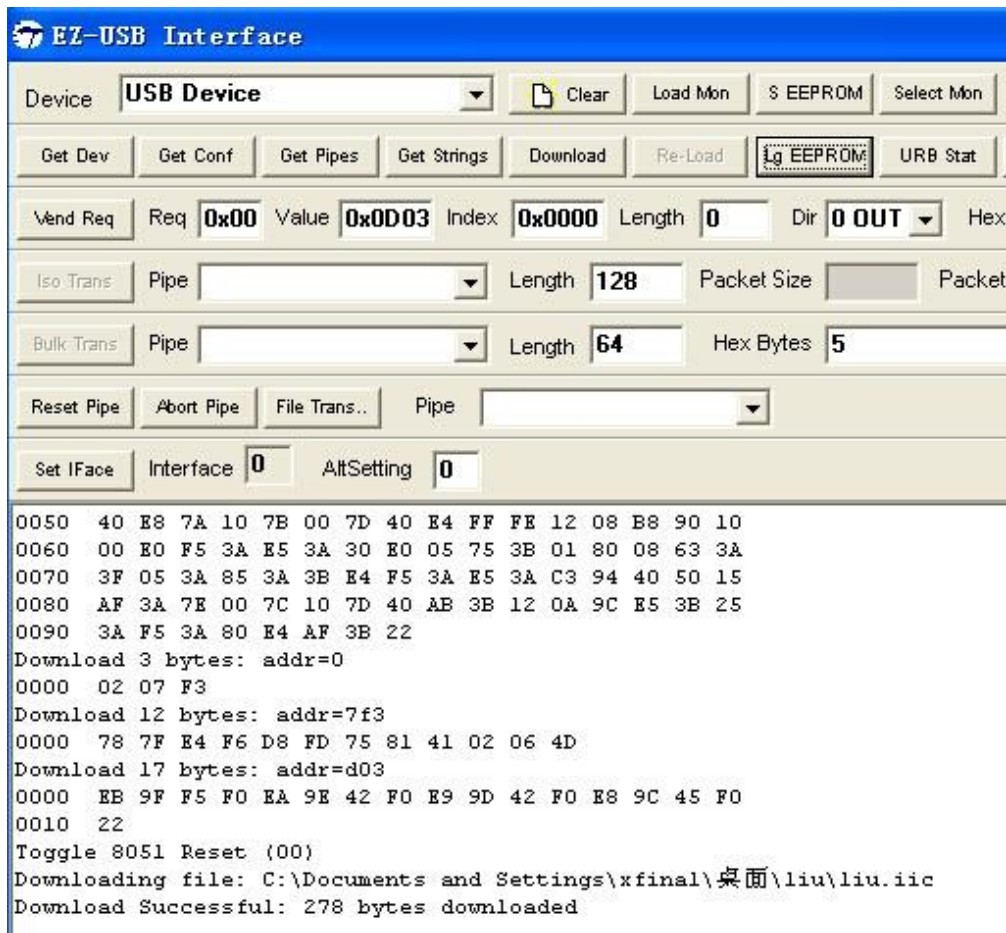 EZ-USB Interface
Device USB Device Clear Load Mon S EEPROM Select Mon
Get Dev Get Conf Get Pipes Get Strings Download Re-Load Lg EEPROM URB Stat
Vend Req Req 0x00 Value 0x0D03 Index 0x0000 Length 0 Dir 0 OUT Hex
Iso Trans Pipe Length 128 Packet Size Packet
Bulk Trans Pipe Length 64 Hex Bytes 5
Reset Pipe Abort Pipe File Trans.. Pipe
Set IFace Interface 0 AltSetting 0
0050 40 E8 7A 10 7B 00 7D 40 E4 FF FE 12 08 B8 90 10
0060 00 E0 F5 3A E5 3A 30 E0 05 75 3B 01 80 08 63 3A
0070 3F 05 3A 85 3A 3B E4 F5 3A E5 3A C3 94 40 50 15
0080 AF 3A 7E 00 7C 10 7D 40 AB 3B 12 0A 9C E5 3B 25
0090 3A F5 3A 80 E4 AF 3B 22
Download 3 bytes: addr=0
0000 02 07 F3
Download 12 bytes: addr=7f3
0000 78 7F E4 F6 D8 FD 75 81 41 02 06 4D
Download 17 bytes: addr=d03
0000 EB 9F F5 F0 EA 9E 42 F0 E9 9D 42 F0 E8 9C 45 F0
0010 22
Toggle 8051 Reset (00)
Downloading file: C:\Documents and Settings\xfinal\桌面\liu\liu.iic
Download Successful: 278 bytes downloaded